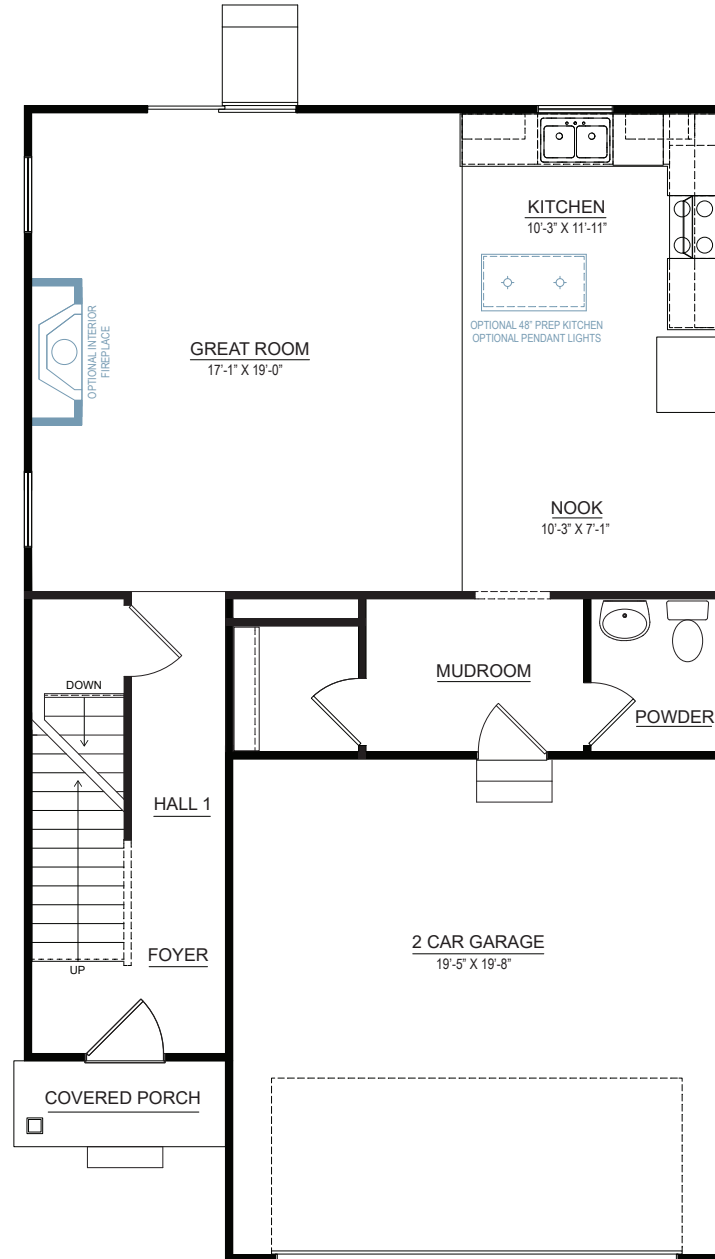 KITCHEN
10'-3" X 11'-11"
OPTIONAL 48" PREP KITCHEN
OPTIONAL PENDANT LIGHTS
OPTIONAL INTERIOR
FIREPLACE
GREAT ROOM
17'-1" X 19'-0"
NOOK
10'-3" X 7'-1"
DOWN
MUDROOM
POWDER
HALL 1
FOYER
UP
2 CAR GARAGE
19'-5" X 19'-8"
COVERED PORCH